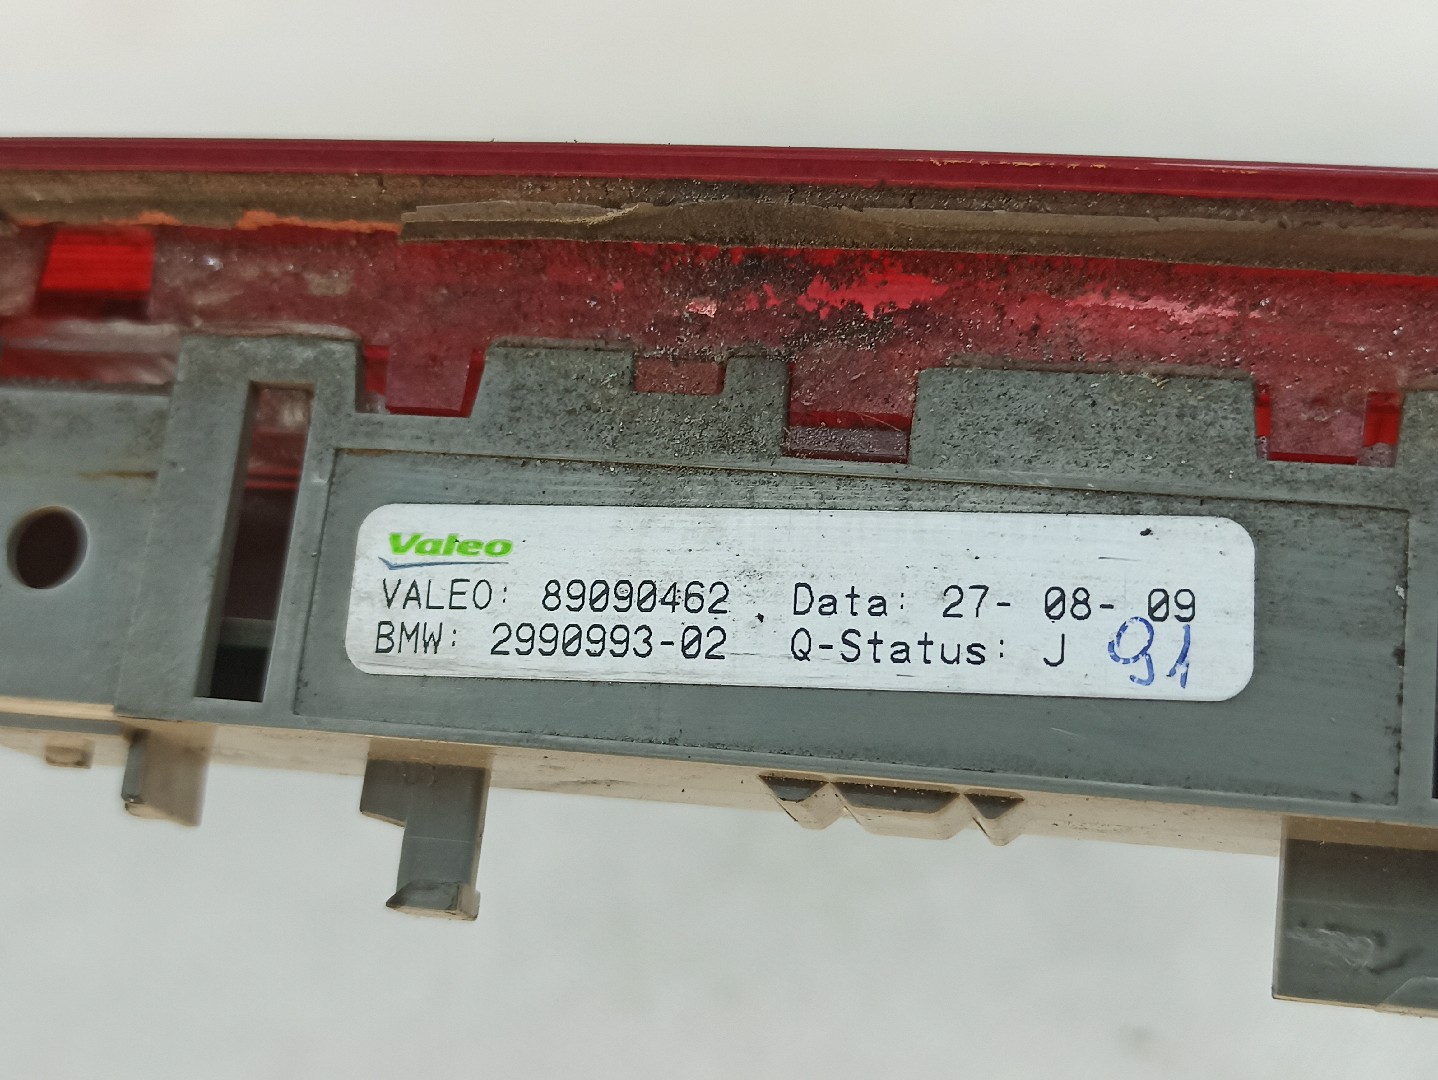 Valeo
VALEO: 89090462 Data: 27-08-09
BMW: 2990993-02 Q-Status: J 91